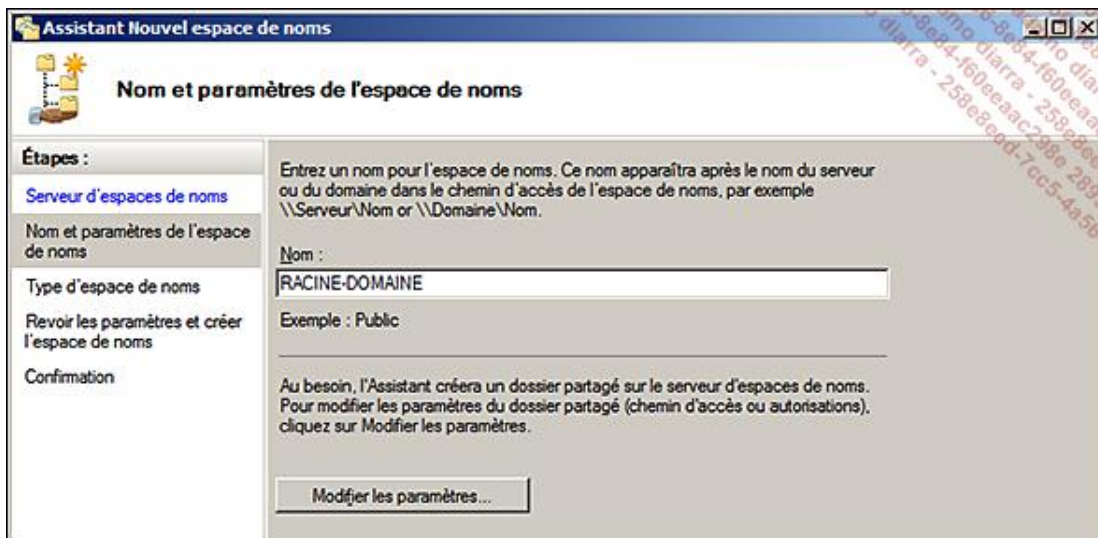 Assistant Nouvel espace de noms
Nom et paramètres de l'espace de noms
Étapes :
Serveur d'espaces de noms
Nom et paramètres de l'espace
de noms
Type d'espace de noms
Revoir les paramètres et créer
l'espace de noms
Confirmation
Entrez un nom pour l'espace de noms. Ce nom apparaîtra après le nom du serveur
ou du domaine dans le chemin d'accès de l'espace de noms, par exemple
\\Serveur\Nom or \\Domaine\Nom.
Nom :
RACINE-DOMAINE
Exemple : Public
Au besoin, l'Assistant créera un dossier partagé sur le serveur d'espaces de noms.
Pour modifier les paramètres du dossier partagé (chemin d'accès ou autorisations),
cliquez sur Modifier les paramètres.
Modifier les paramètres...